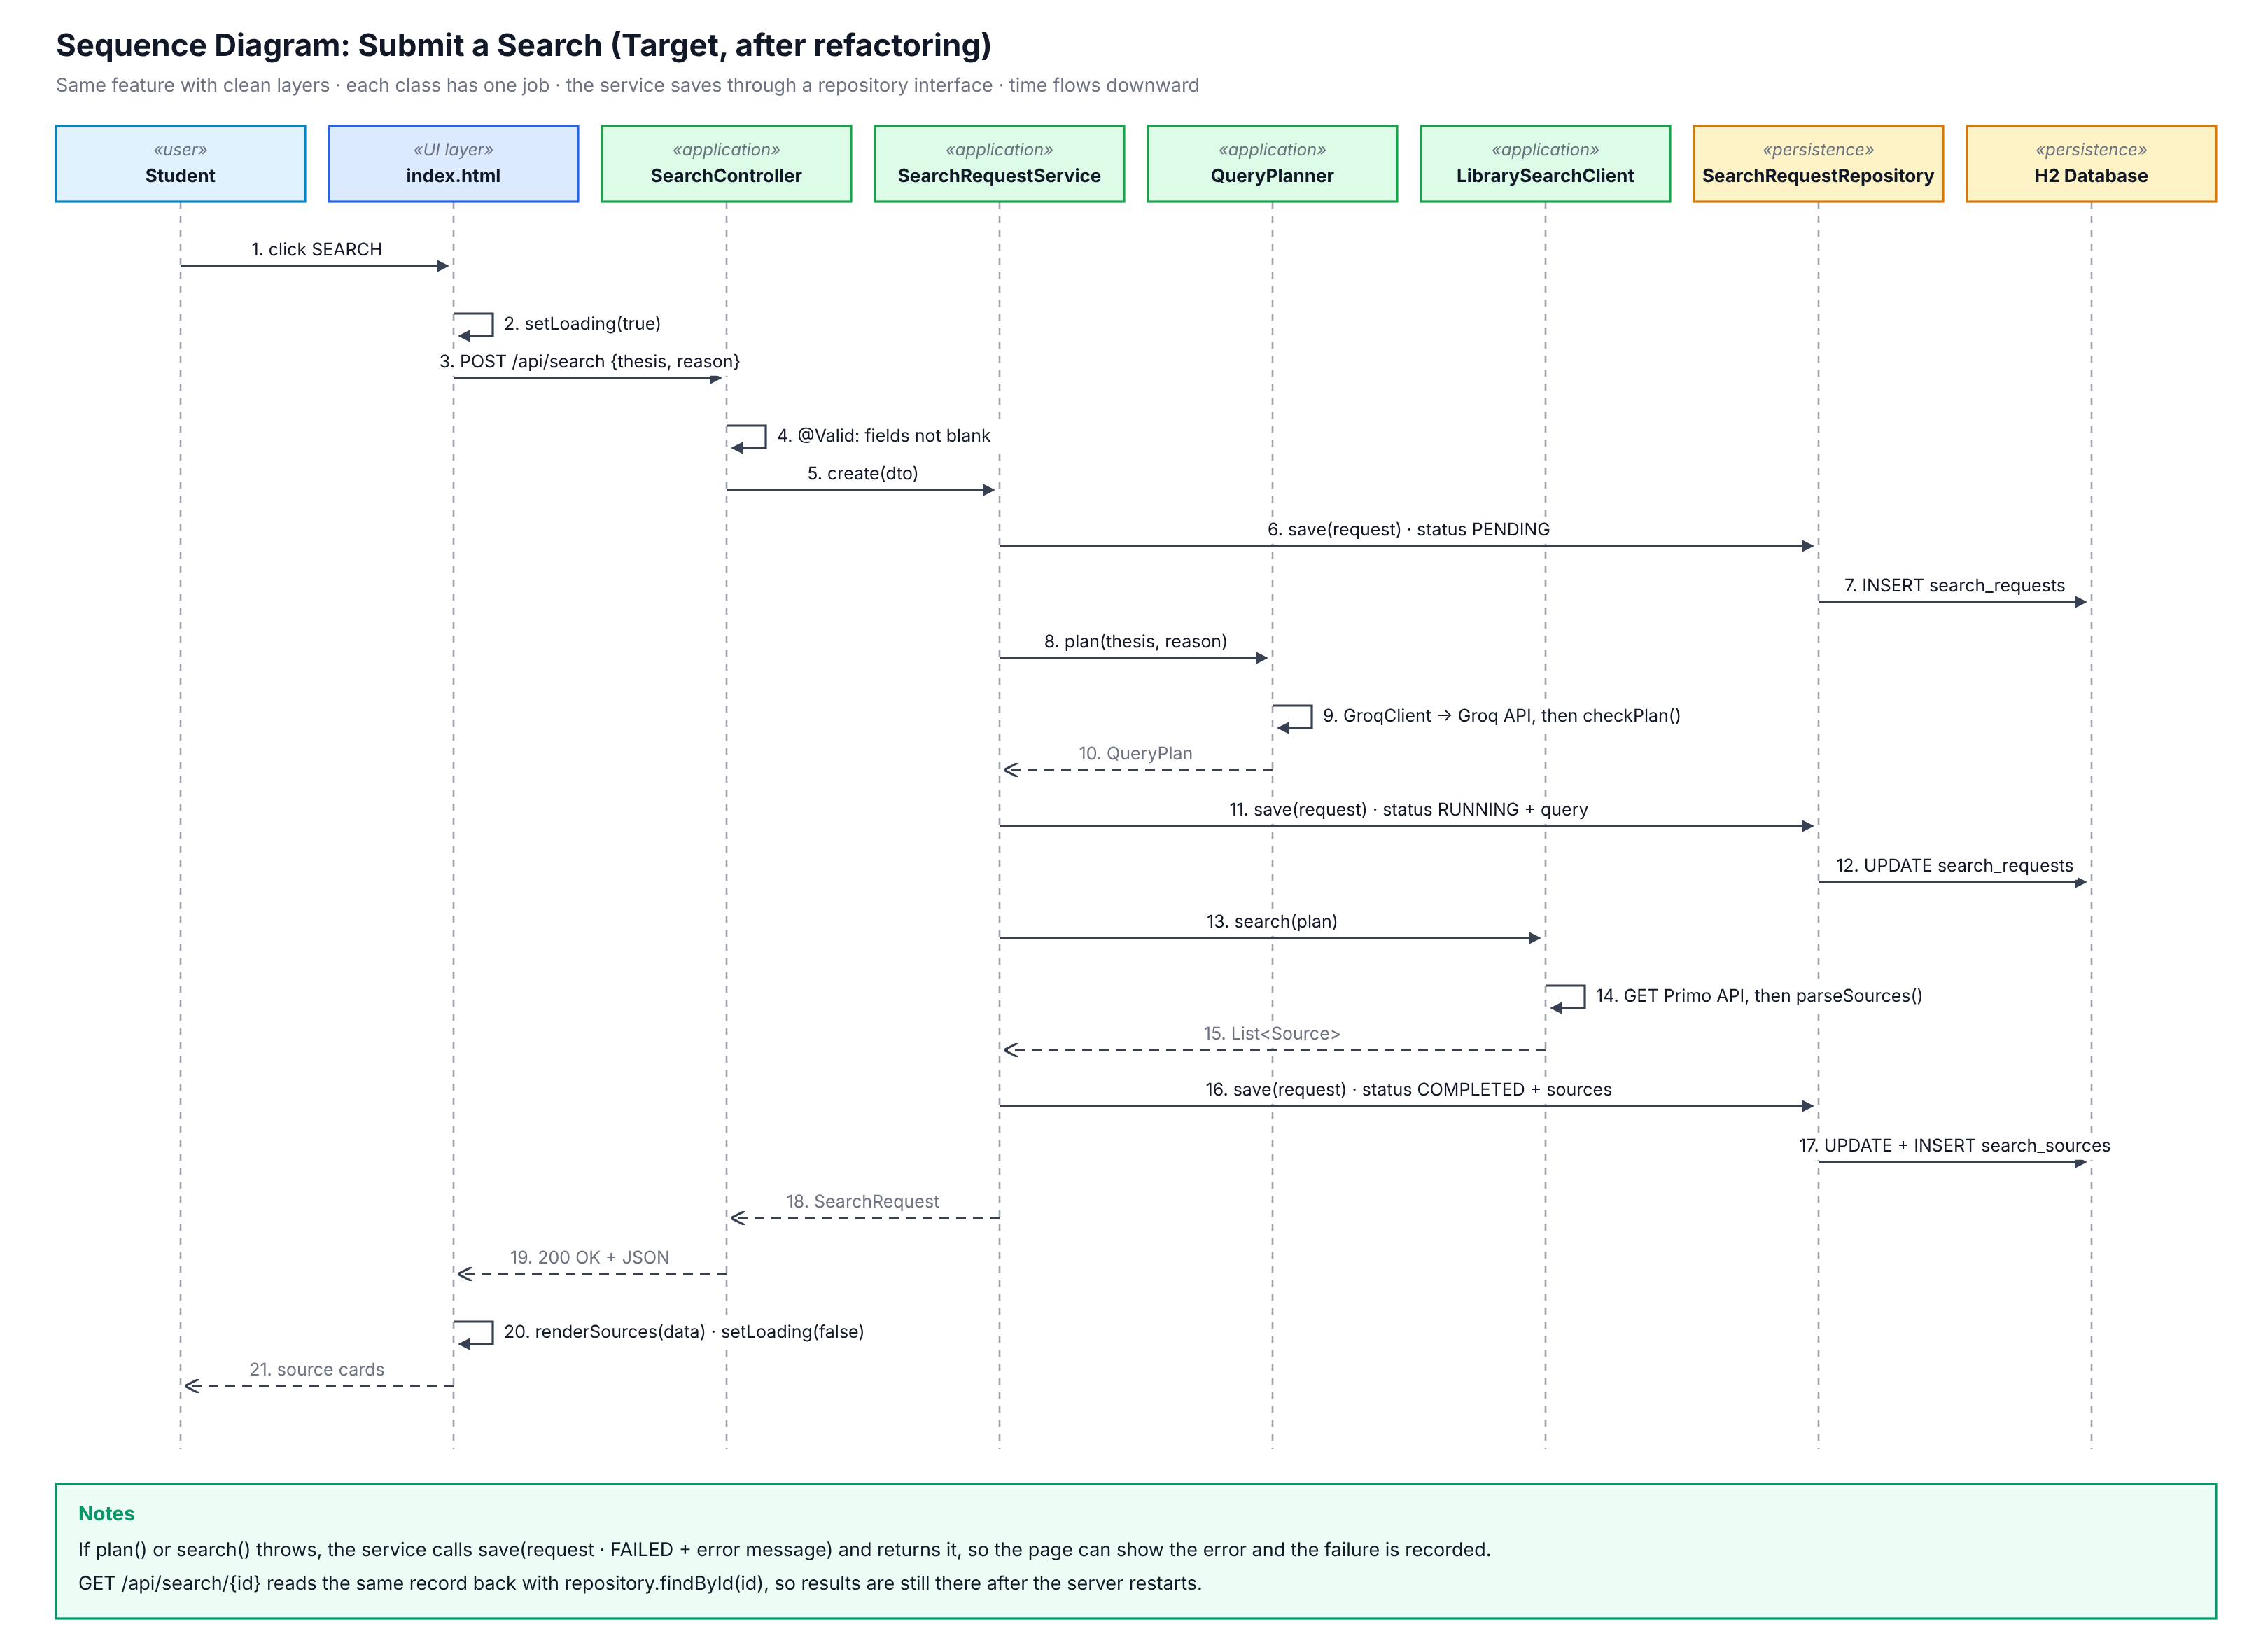 Sequence Diagram: Submit a Search (Target, after refactoring)
Same feature with clean layers · each class has one job · the service saves through a repository interface · time flows downward
«user»
Student
«UI layer»
index.html
«application»
SearchController
«application»
SearchRequestService
«application»
QueryPlanner
«application»
LibrarySearchClient
«persistence»
SearchRequestRepository
«persistence»
H2 Database
1. click SEARCH
2. setLoading(true)
3. POST /api/search {thesis, reason}
4. @Valid: fields not blank
5. create(dto)
6. save(request) · status PENDING
7. INSERT search_requests
8. plan(thesis, reason)
9. GroqClient → Groq API, then checkPlan()
10. QueryPlan
11. save(request) · status RUNNING + query
12. UPDATE search_requests
13. search(plan)
14. GET Primo API, then parseSources()
15. List<Source>
16. save(request) · status COMPLETED + sources
17. UPDATE + INSERT search_sources
18. SearchRequest
19. 200 OK + JSON
20. renderSources(data) · setLoading(false)
21. source cards
Notes
If plan() or search() throws, the service calls save(request · FAILED + error message) and returns it, so the page can show the error and the failure is recorded.
GET /api/search/{id} reads the same record back with repository.findById(id), so results are still there after the server restarts.